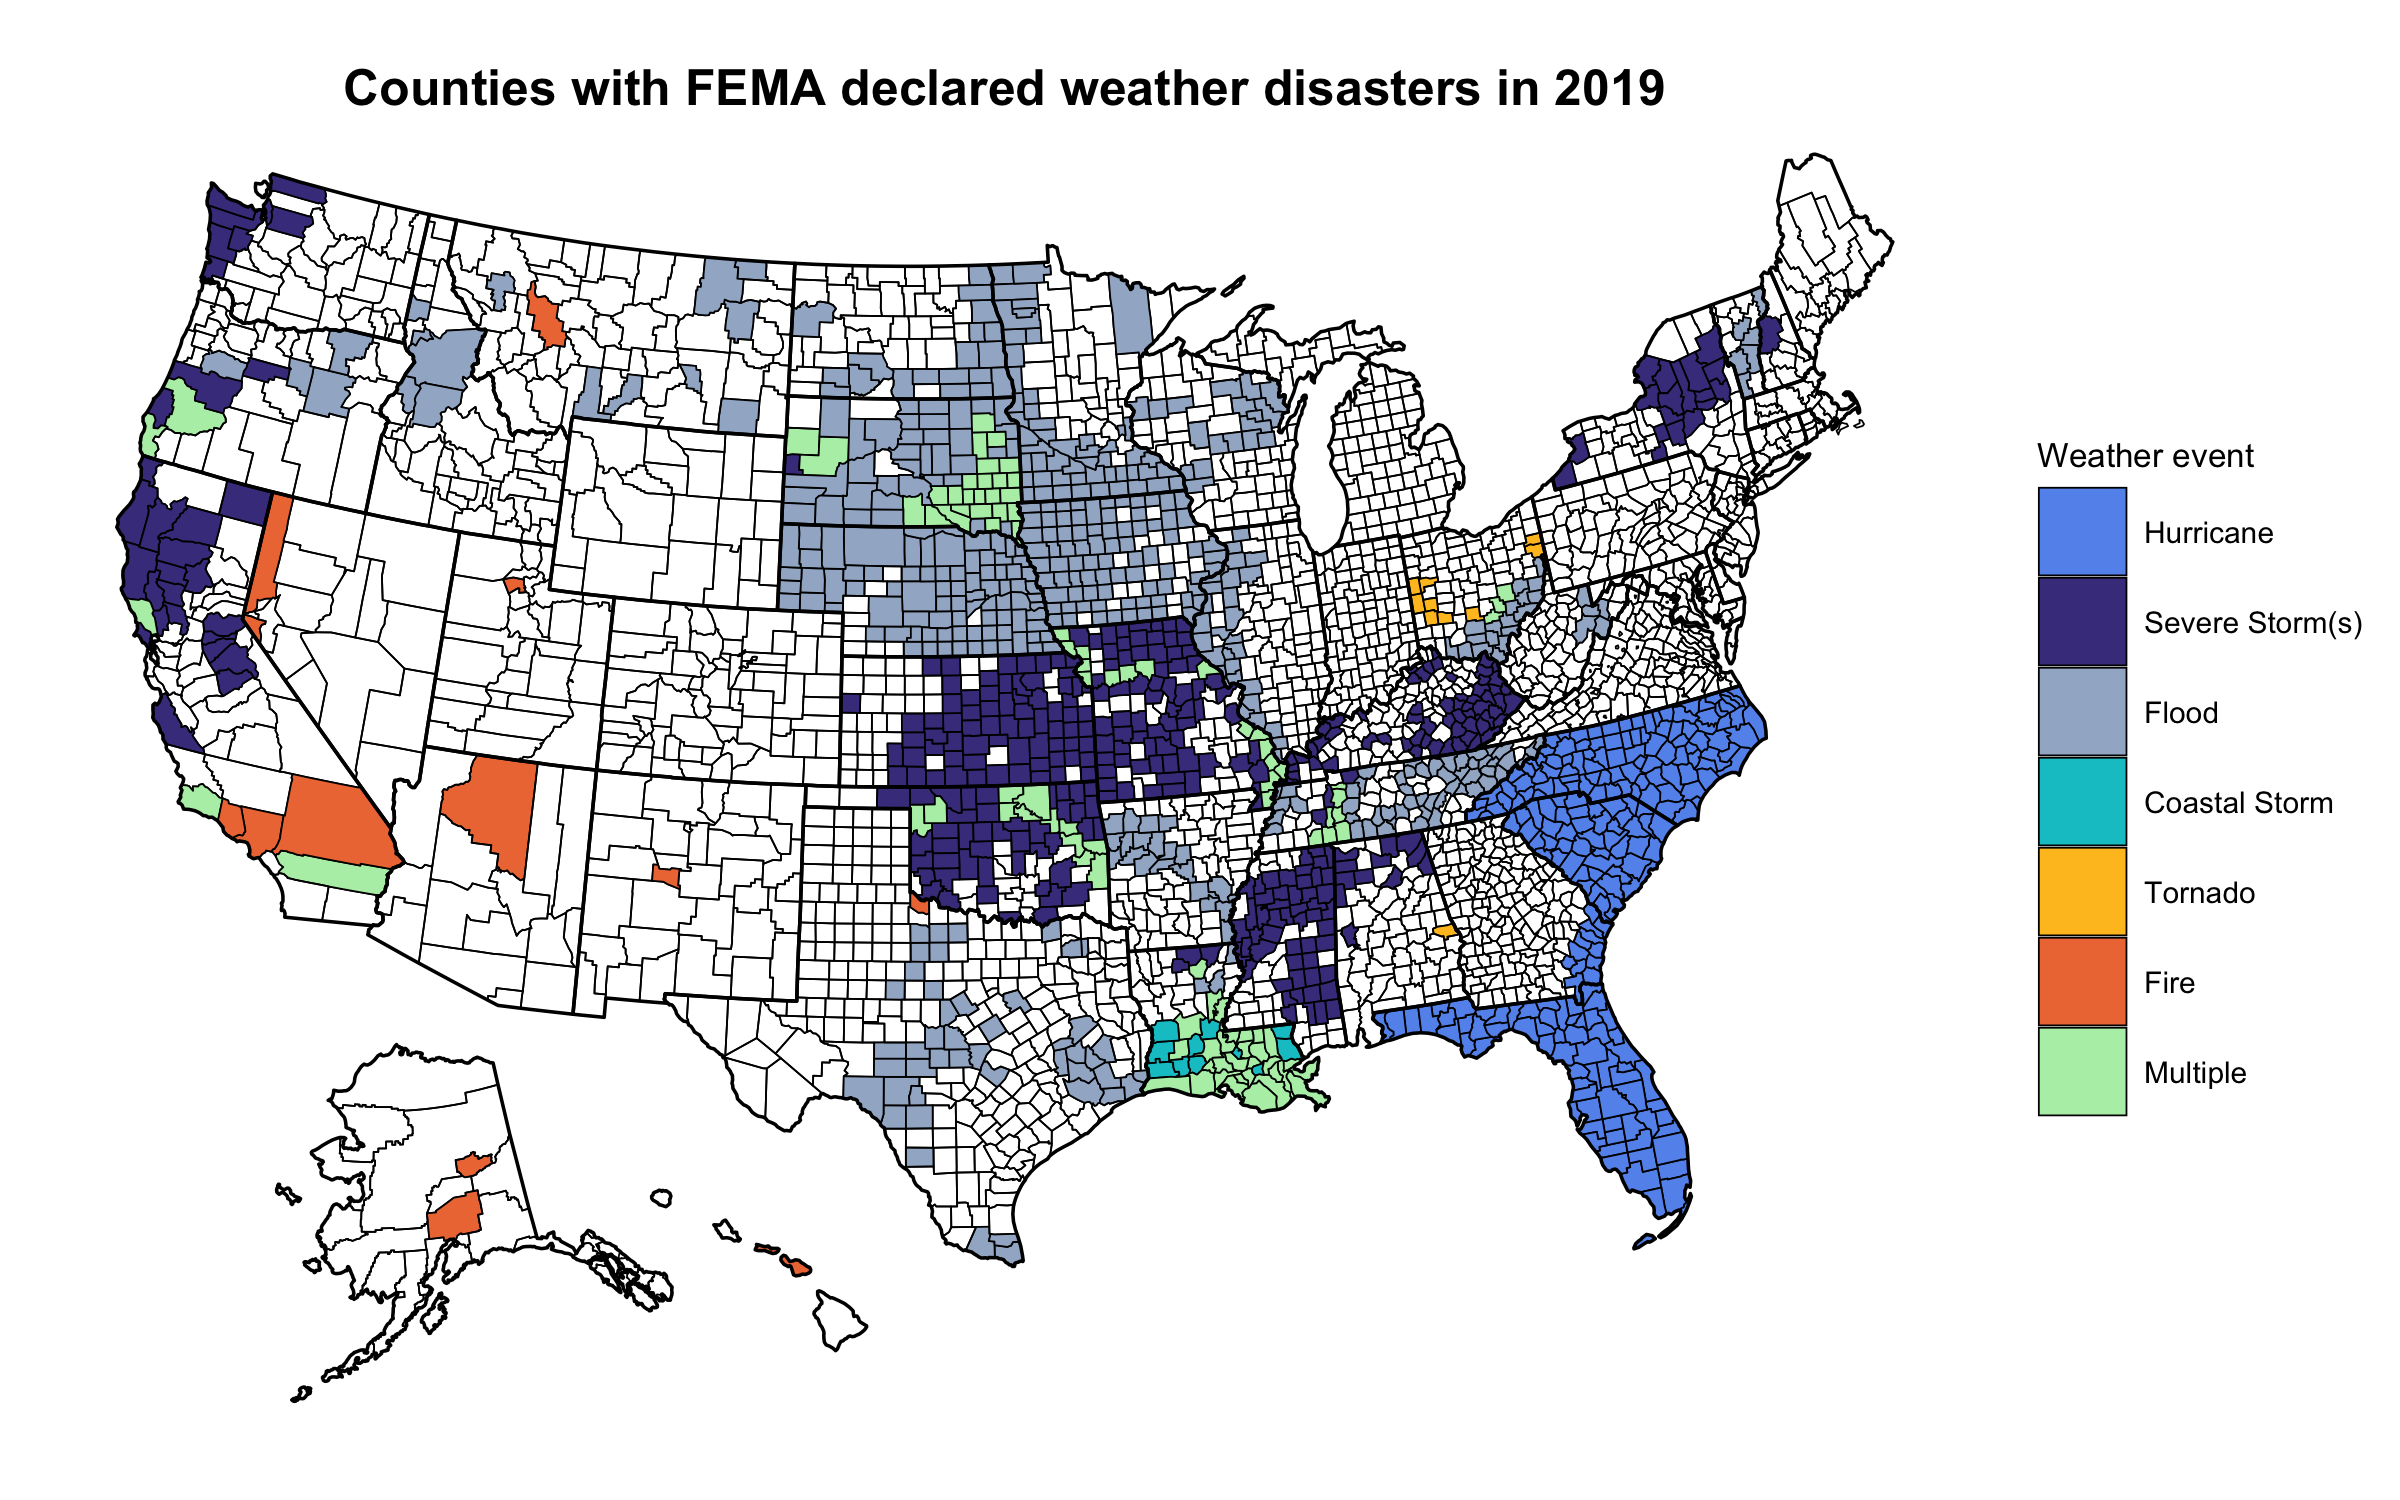 Counties with FEMA declared weather disasters in 2019
Weather event
Hurricane
Severe Storm(s)
Flood
Coastal Storm
Tornado
Fire
Multiple